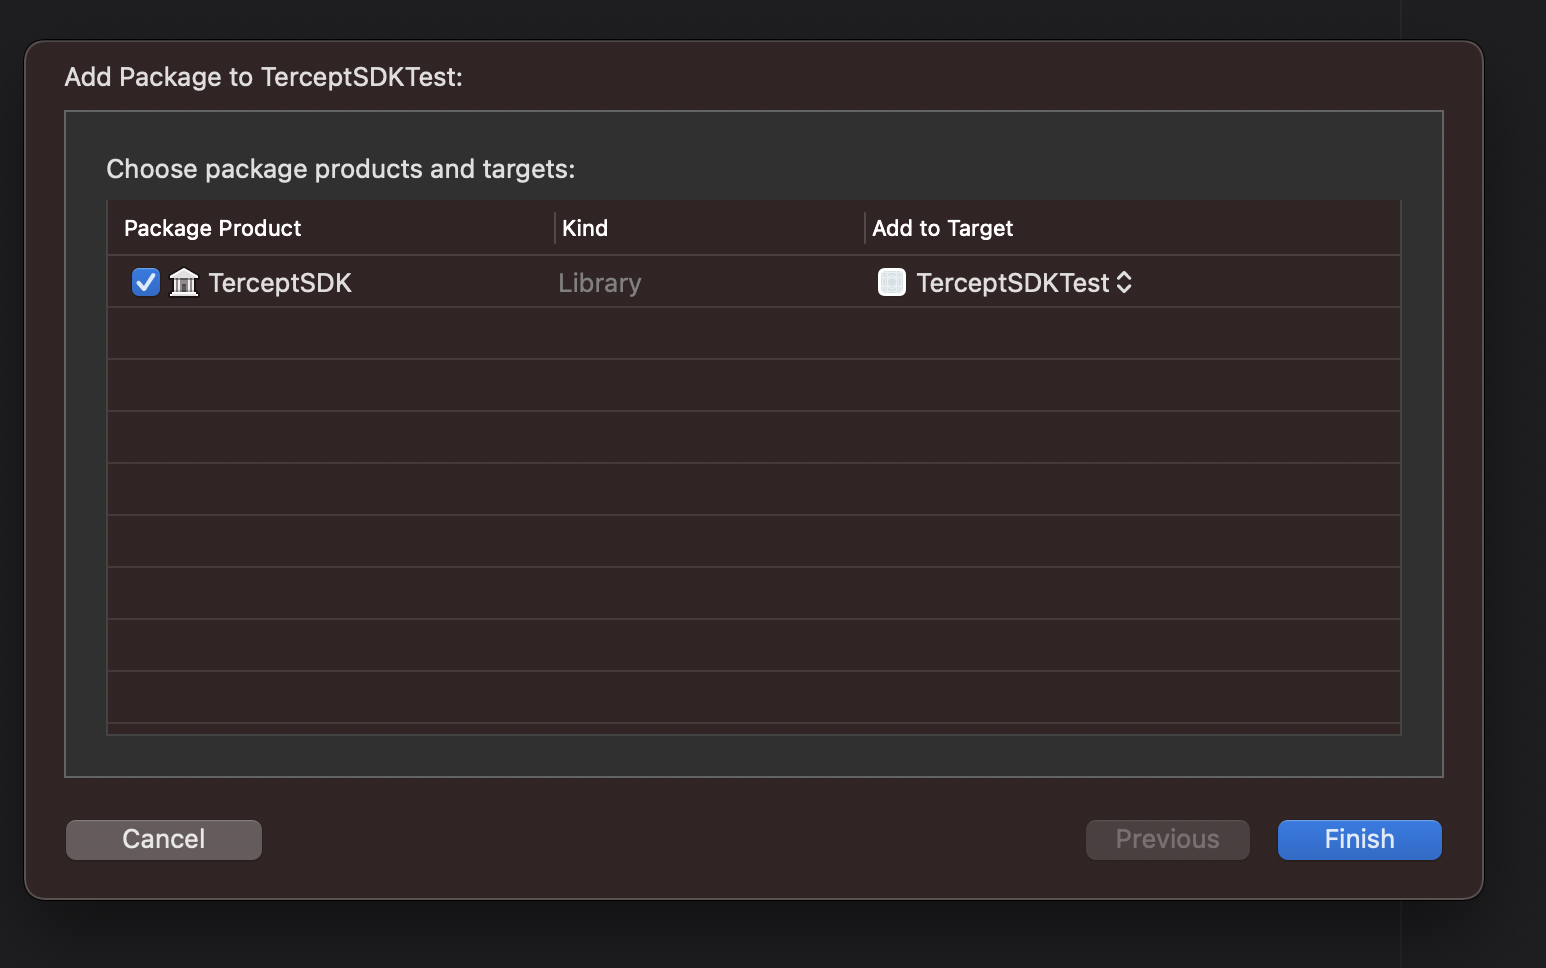 Add Package to TerceptSDKTest:
Choose package products and targets:
Package Product Kind Add to Target
TerceptSDK Library TerceptSDKTest
Cancel Previous Finish